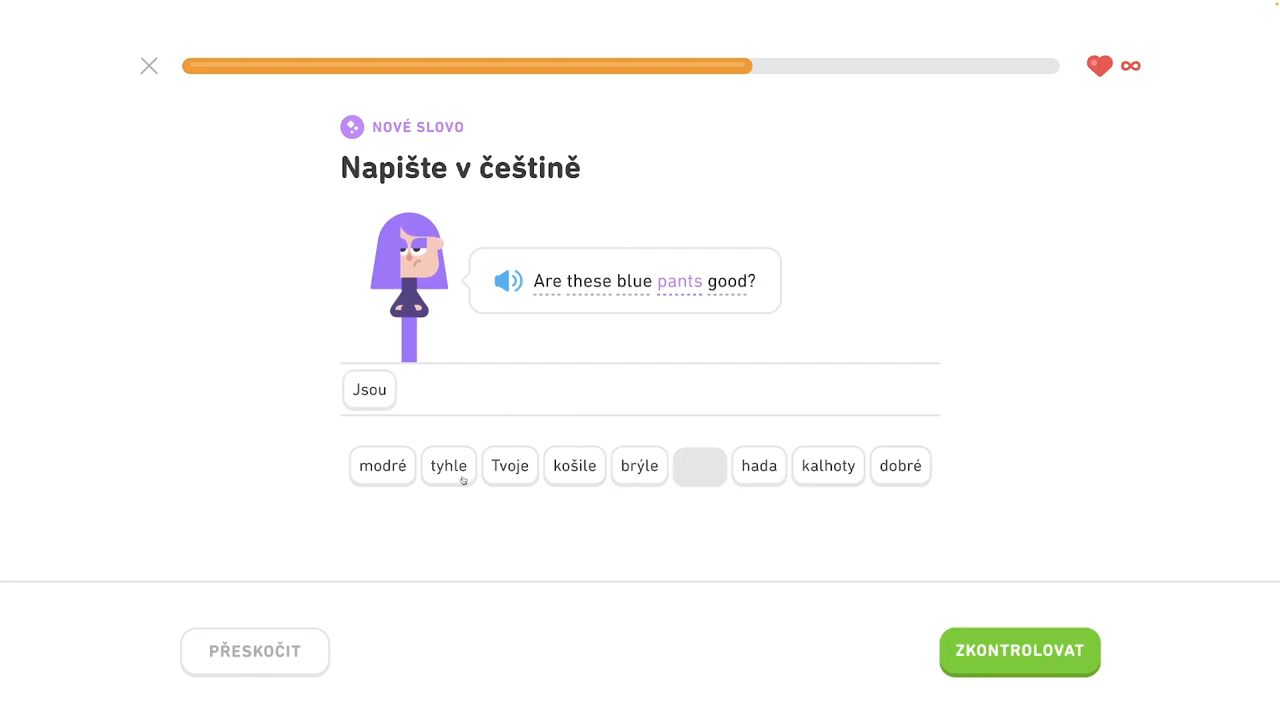 NOVÉ SLOVO
Napište v češtině
Are these blue pants good?
Jsou
modré tyhle Tvoje košile brýle hada kalhoty dobré
PŘESKOČIT ZKONTROLOVAT